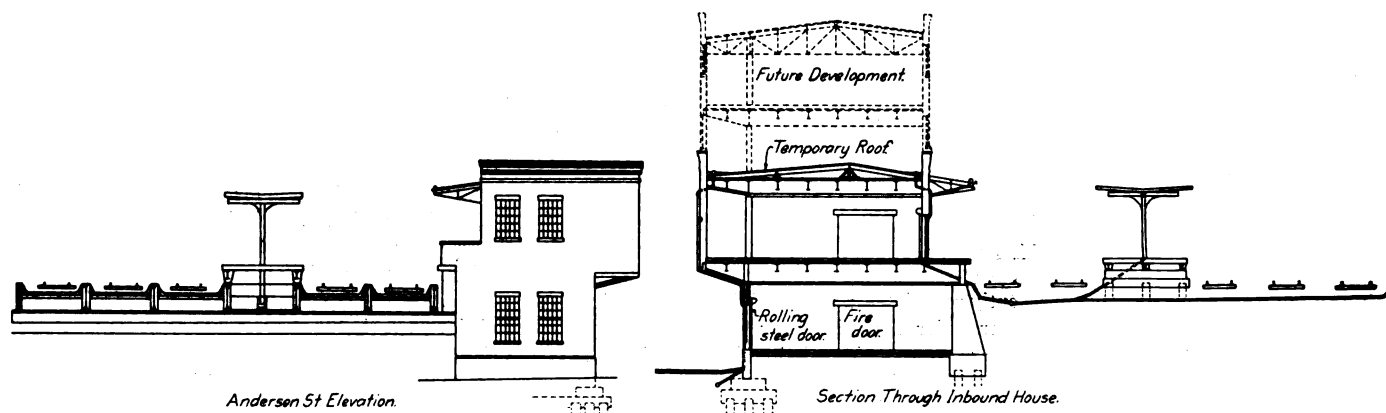 Future Development.
Temporary Roof
Rolling
steel door.
Fire
door.
Anderson St Elevation.
Section Through Inbound House.